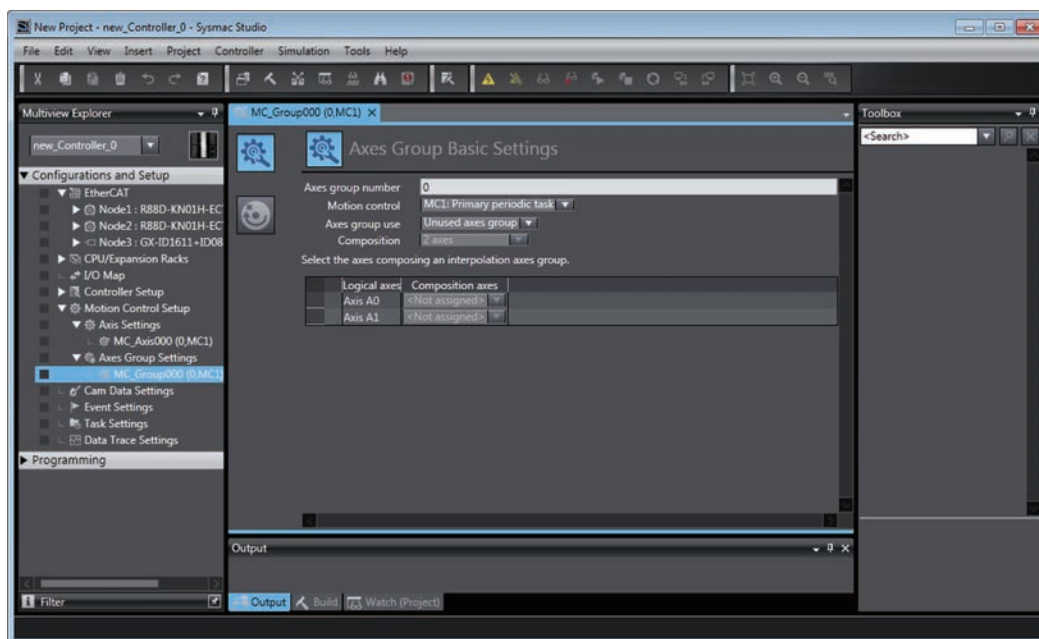 New Project - new_Controller_0 - Sysmac Studio
File Edit View Insert Project Controller Simulation Tools Help
Multiview Explorer
new_Controller_0
Configurations and Setup
EtherCAT
Node1 : R88D-KN01H-EC
Node2 : R88D-KN01H-EC
Node3 : GX-ID1611+ID08
CPU/Expansion Racks
I/O Map
Controller Setup
Motion Control Setup
Axis Settings
MC_Axis000 (0,MC1)
Axes Group Settings
MC_Group000 (0,MC1
Cam Data Settings
Event Settings
Task Settings
Data Trace Settings
Programming
Filter
MC_Group000 (0,MC1)
Axes Group Basic Settings
Axes group number 0
Motion control MC1: Primary periodic task
Axes group use Unused axes group
Composition 2 axes
Select the axes composing an interpolation axes group.
Logical axes Composition axes
Axis A0 <Not assigned>
Axis A1 <Not assigned>
Output
Output Build Watch (Project)
Toolbox
<Search>